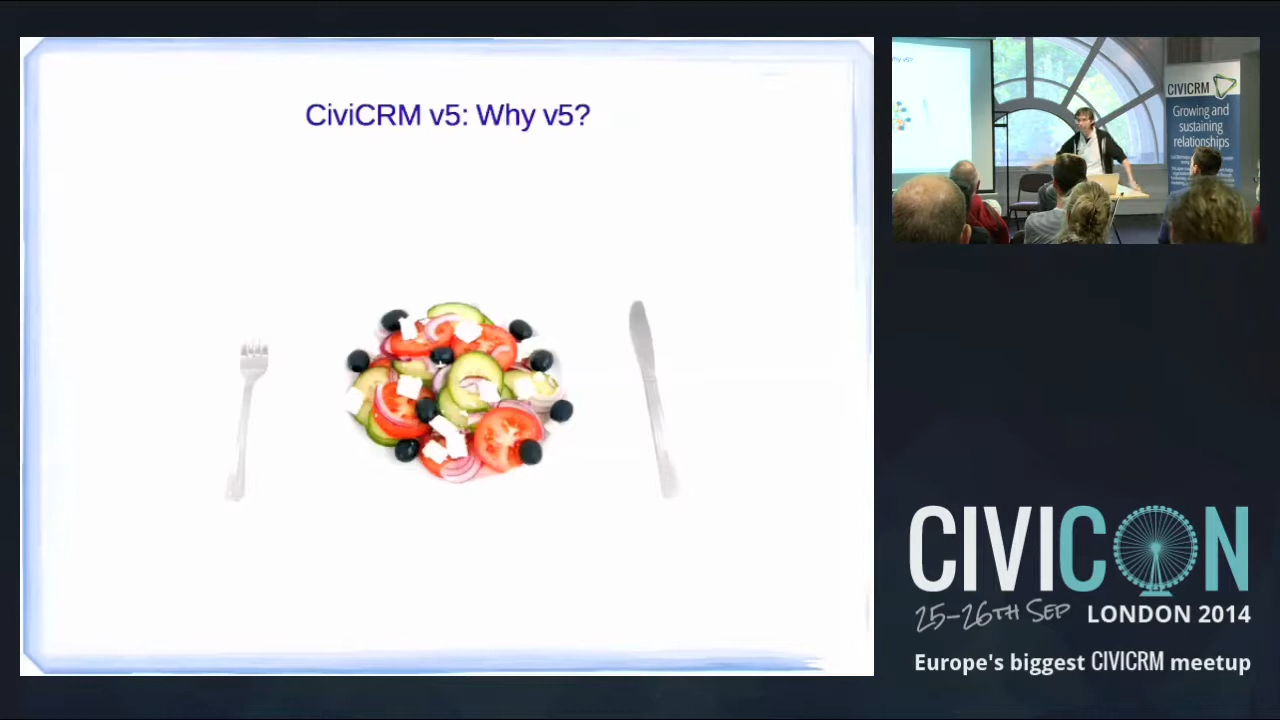 CiviCRM v5: Why v5?
CIVICRM
Growing and
sustaining
relationships
CIVICON
25-26TH SEP LONDON 2014
Europe's biggest CIVICRM meetup